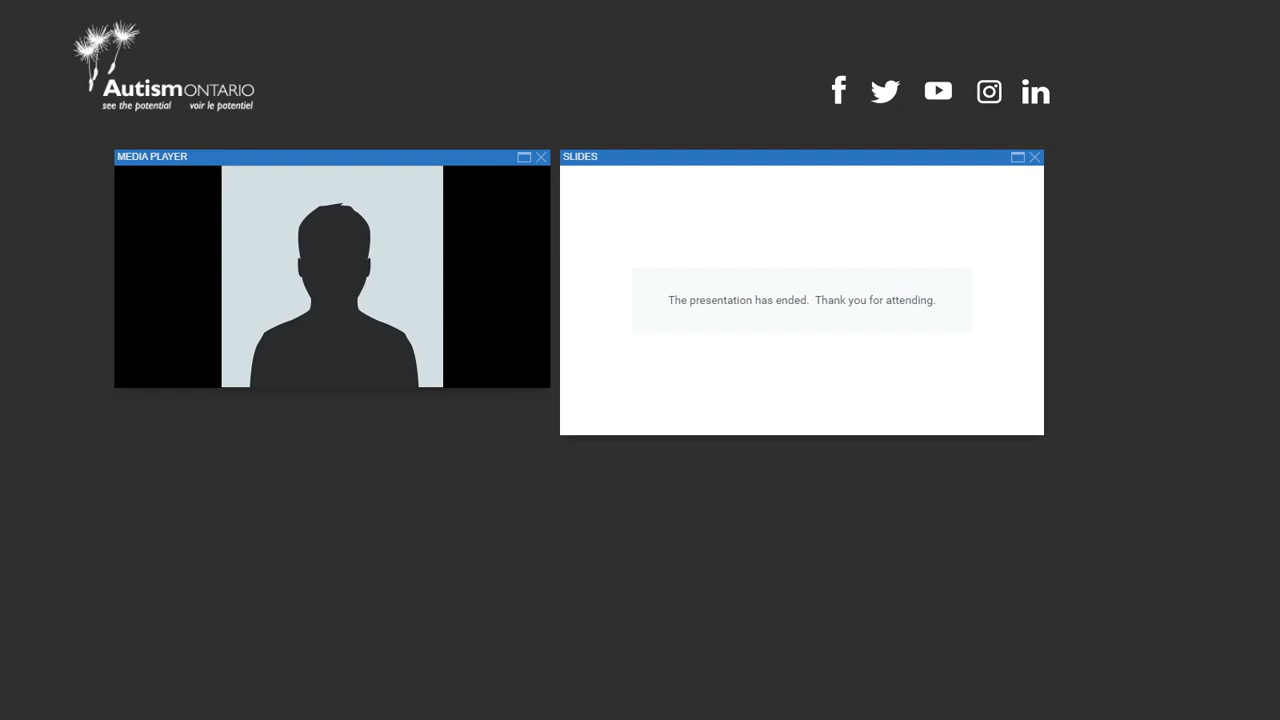 Autism ONTARIO
see the potential voir le potentiel
MEDIA PLAYER
SLIDES
The presentation has ended. Thank you for attending.